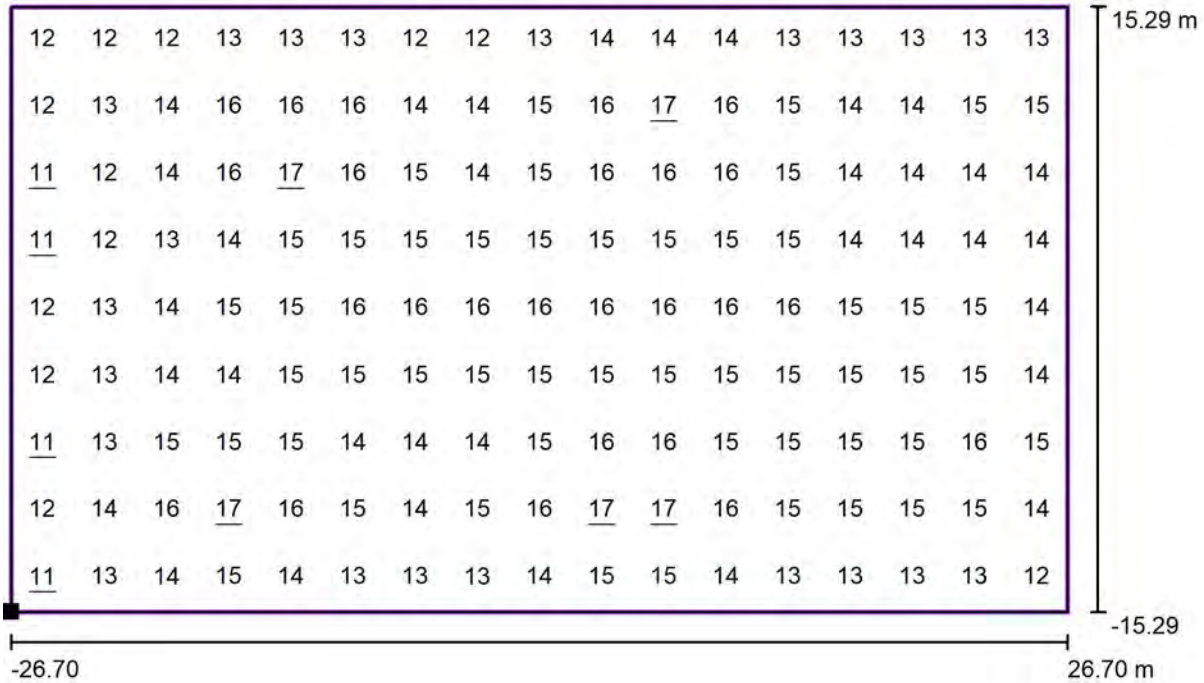 12 12 12 13 13 13 12 12 13 14 14 14 13 13 13 13 13
15.29 m
12 13 14 16 16 16 14 14 15 16 17 16 15 14 14 15 15
11 12 14 16 17 16 15 14 15 16 16 16 15 14 14 14 14
11 12 13 14 15 15 15 15 15 15 15 15 15 14 14 14 14
12 13 14 15 15 16 16 16 16 16 16 16 16 15 15 15 14
12 13 14 14 15 15 15 15 15 15 15 15 15 15 15 15 14
11 13 15 15 15 14 14 14 15 16 16 15 15 15 15 16 15
12 14 16 17 16 15 14 15 16 17 17 16 15 15 15 15 14
11 13 14 15 14 13 13 13 14 15 15 14 13 13 13 13 12
-15.29
-26.70 26.70 m